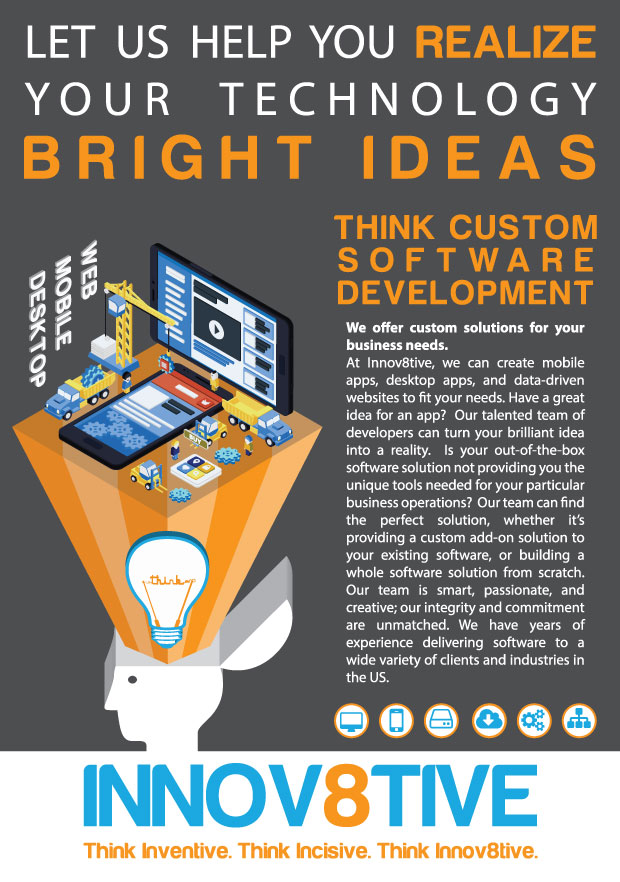 LET US HELP YOU REALIZE
YOUR TECHNOLOGY
BRIGHT IDEAS
THINK CUSTOM
SOFTWARE
DEVELOPMENT
WEB
MOBILE
DESKTOP
We offer custom solutions for your
business needs.
At Innov8tive, we can create mobile
apps, desktop apps, and data-driven
websites to fit your needs. Have a great
idea for an app? Our talented team of
developers can turn your brilliant idea
into a reality. Is your out-of-the-box
software solution not providing you the
unique tools needed for your particular
business operations? Our team can find
the perfect solution, whether it's
providing a custom add-on solution to
your existing software, or building a
whole software solution from scratch.
Our team is smart, passionate, and
creative; our integrity and commitment
are unmatched. We have years of
experience delivering software to a
wide variety of clients and industries in
the US.
BUY
think
INNOV8TIVE
Think Inventive. Think Incisive. Think Innov8tive.